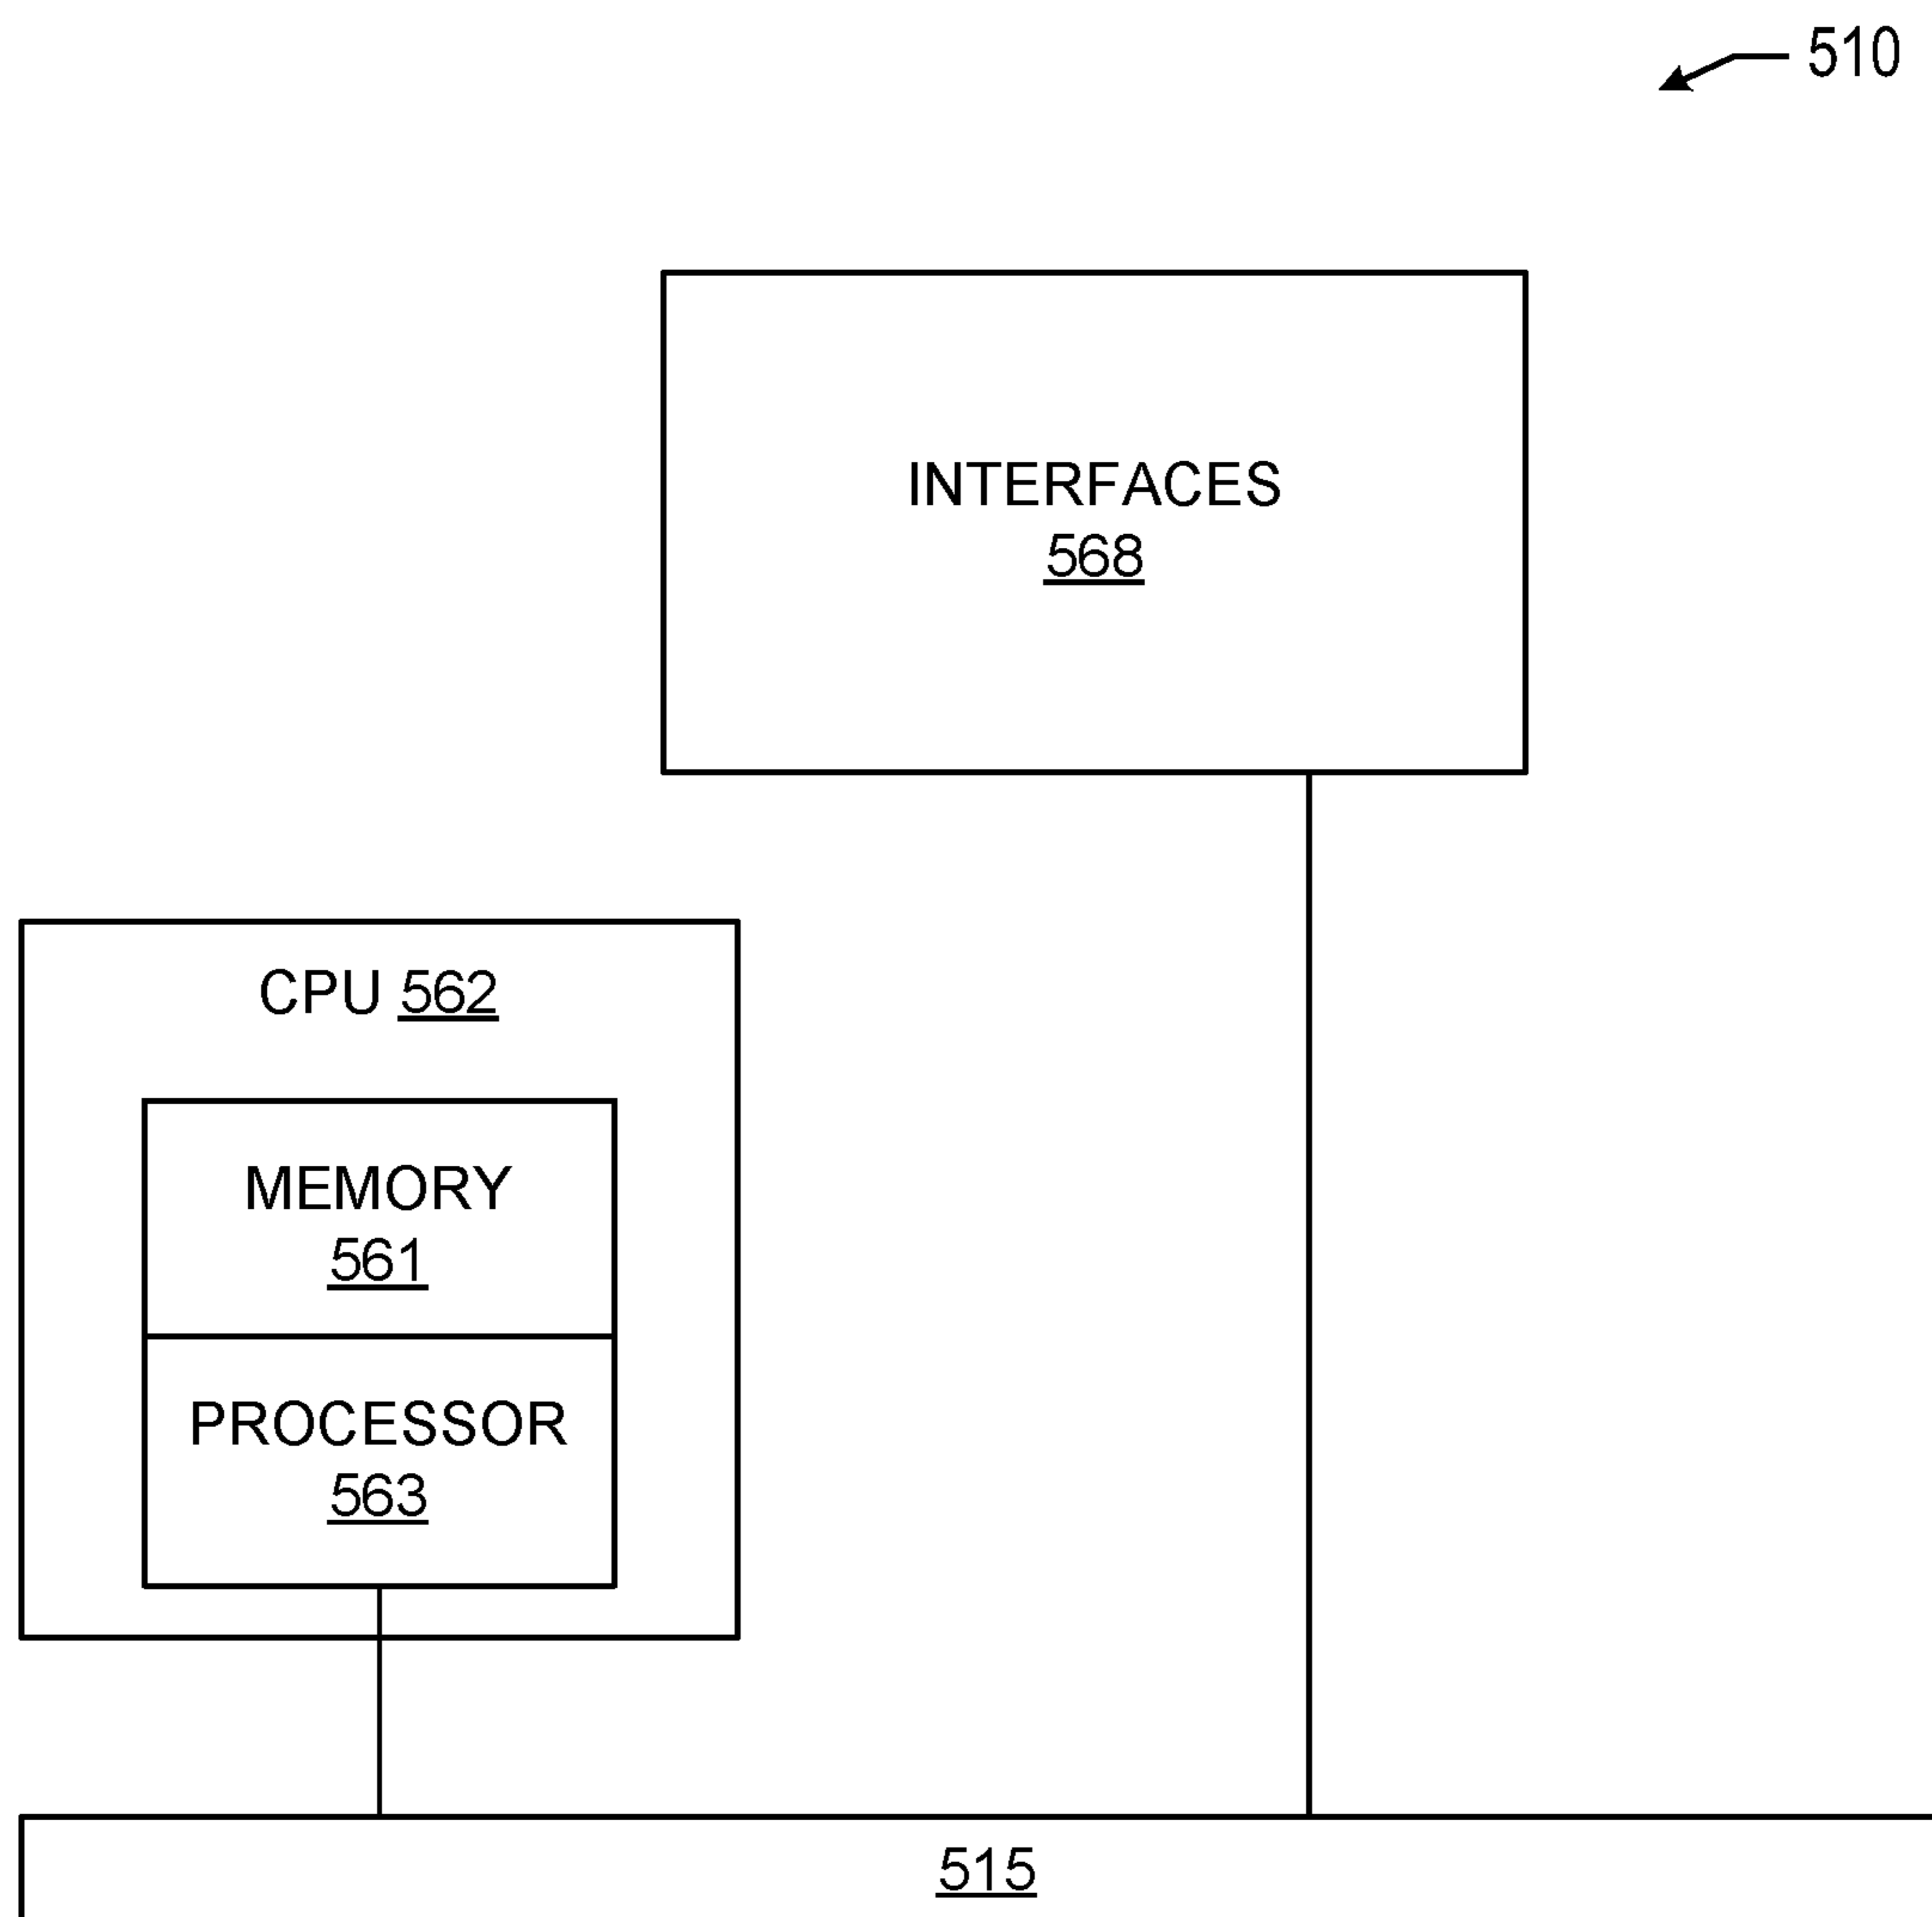 510
INTERFACES
568
CPU 562
MEMORY
561
PROCESSOR
563
515